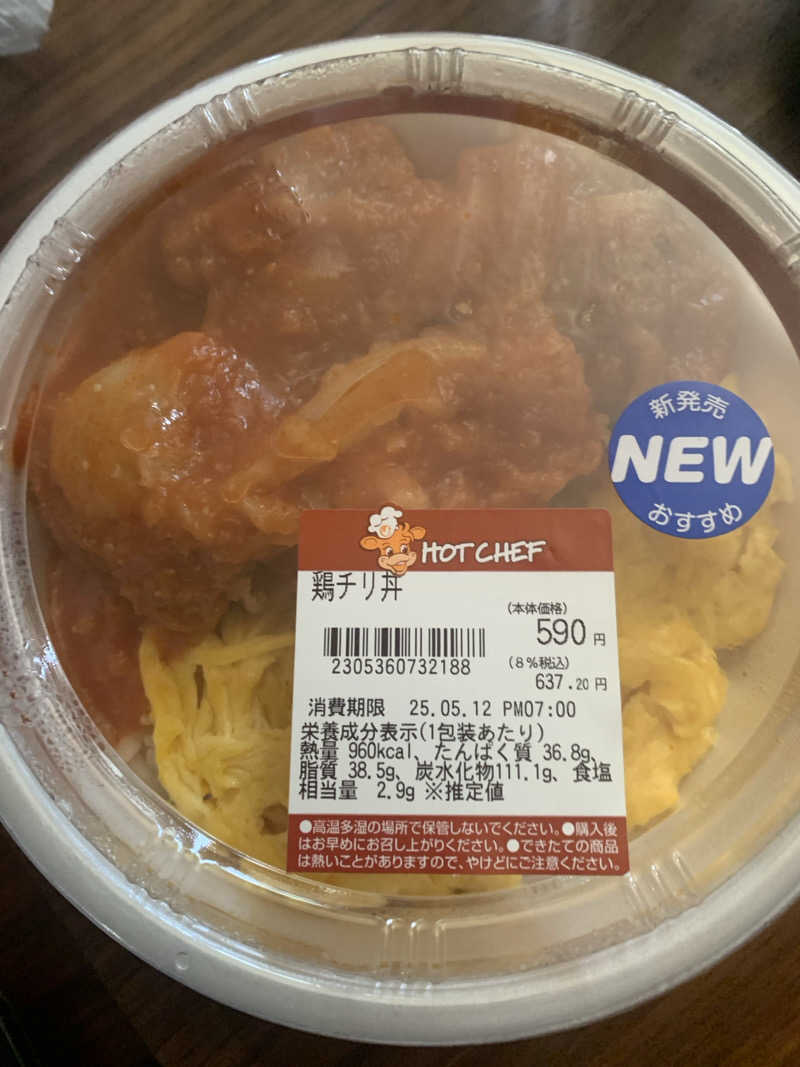 新発売
NEW
おすすめ
HOT CHEF
鶏チリ丼
(本体価格)
590 円
2305360732188
(8%税込)
637.20 円
消費期限 25.05.12 PM07:00
栄養成分表示(1包装あたり)
熱量 960kcal、たんぱく質 36.8g、
脂質 38.5g、炭水化物111.1g、食塩
相当量 2.9g ※推定値
●高温多湿の場所で保管しないでください。●購入後
はお早めにお召し上がりください。●できたての商品
は熱いことがありますので、やけどにご注意ください。